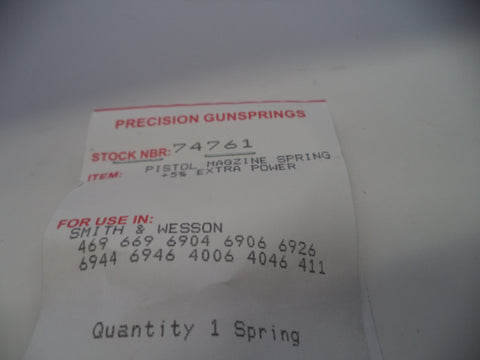 PRECISION GUNSPRINGS
STOCK NBR: 74761
ITEM: PISTOL MAGZINE SPRING
+5% EXTRA POWER
FOR USE IN:
SMITH & WESSON
469 669 6904 6906 6926
6944 6946 4006 4046 411
Quantity 1 Spring